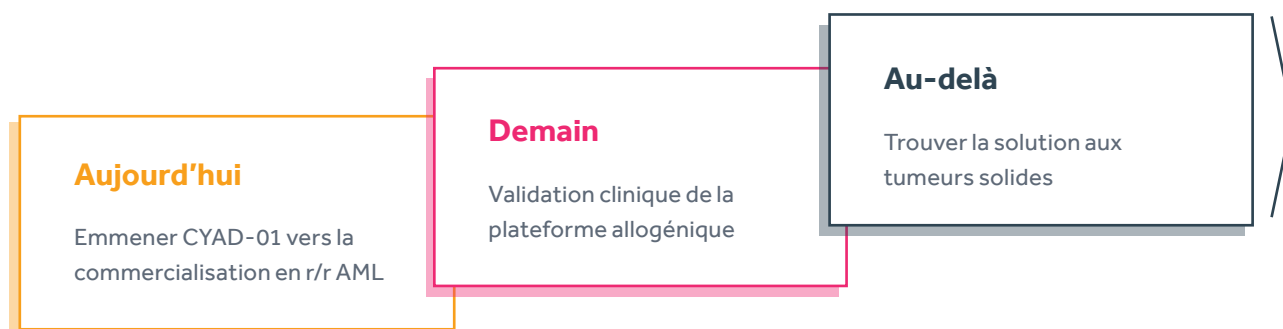 Aujourd'hui
Emmener CYAD-01 vers la
commercialisation en r/r AML
Demain
Validation clinique de la
plateforme allogénique
Au-delà
Trouver la solution aux
tumeurs solides